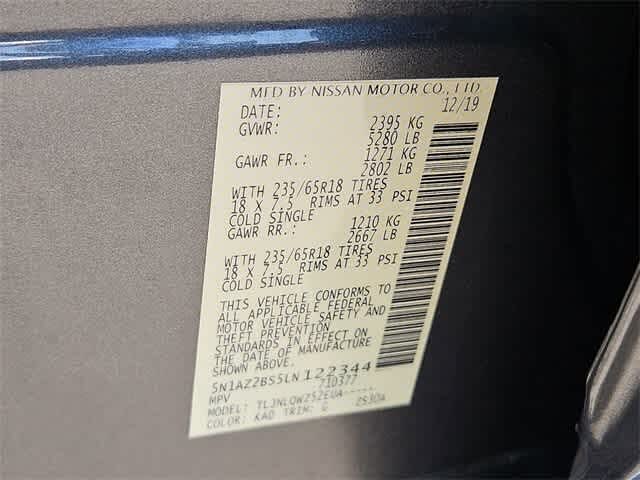 MFD BY NISSAN MOTOR CO., LTD.
DATE: 12/19
GVWR: 2395 KG
5280 LB
GAWR FR.: 1271 KG
2802 LB
WITH 235/65R18 TIRES
18 X 7.5 RIMS AT 33 PSI
COLD SINGLE
GAWR RR.: 1210 KG
2667 LB
WITH 235/65R18 TIRES
18 X 7.5 RIMS AT 33 PSI
COLD SINGLE
THIS VEHICLE CONFORMS TO
ALL APPLICABLE FEDERAL
MOTOR VEHICLE SAFETY AND
THEFT PREVENTION
STANDARDS IN EFFECT ON
THE DATE OF MANUFACTURE
SHOWN ABOVE.
5N1AZ2BS5LN122344
MPV 710377
MODEL: TLJNLQWZ52EUA-----
COLOR: KAD TRIM: G